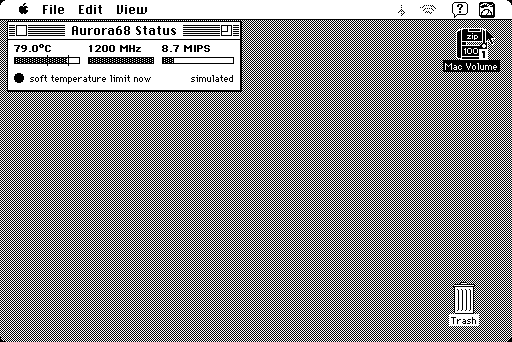 File Edit View
Aurora68 Status
79.0°C 1200 MHz 8.7 MIPS
soft temperature limit now simulated
zip
100
1
Mac Volume
Trash